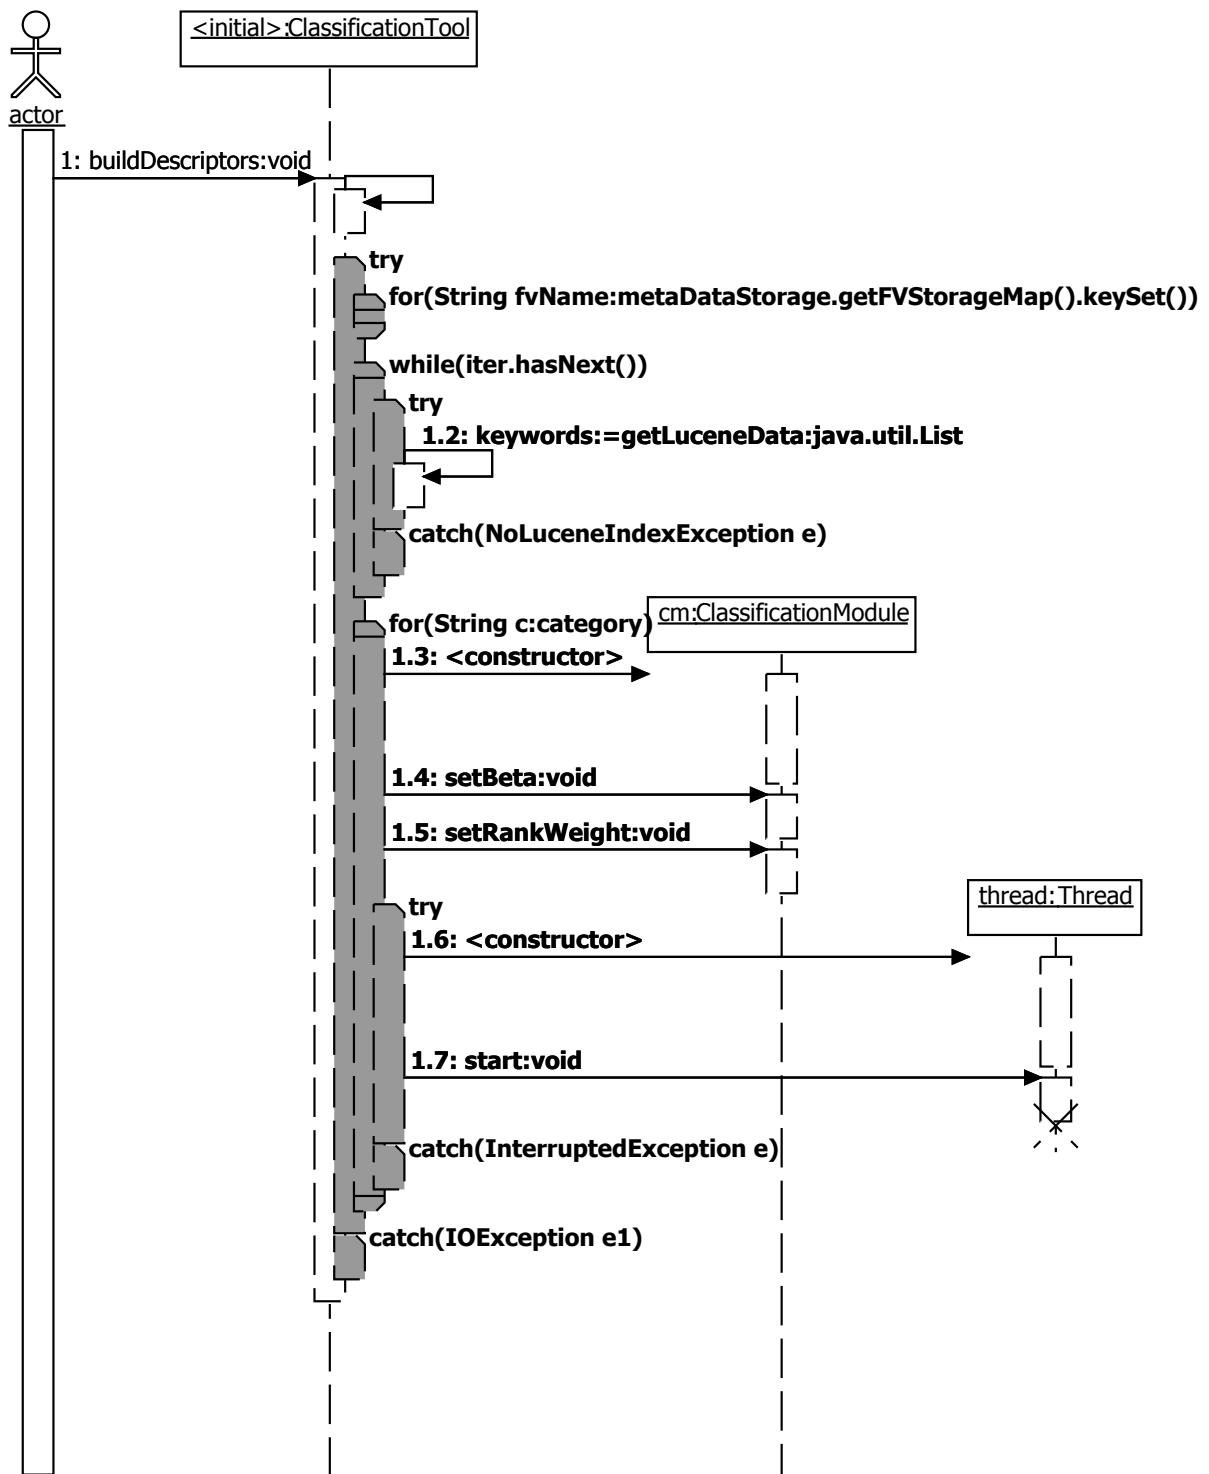 <initial>:ClassificationTool
actor
1: buildDescriptors:void
try
for(String fvName:metaDataStorage.getFVStorageMap().keySet())
while(iter.hasNext())
try
1.2: keywords:=getLuceneData:java.util.List
catch(NoLuceneIndexException e)
cm:ClassificationModule
for(String c:category)
1.3: <constructor>
1.4: setBeta:void
1.5: setRankWeight:void
thread:Thread
try
1.6: <constructor>
1.7: start:void
catch(InterruptedException e)
catch(IOException e1)